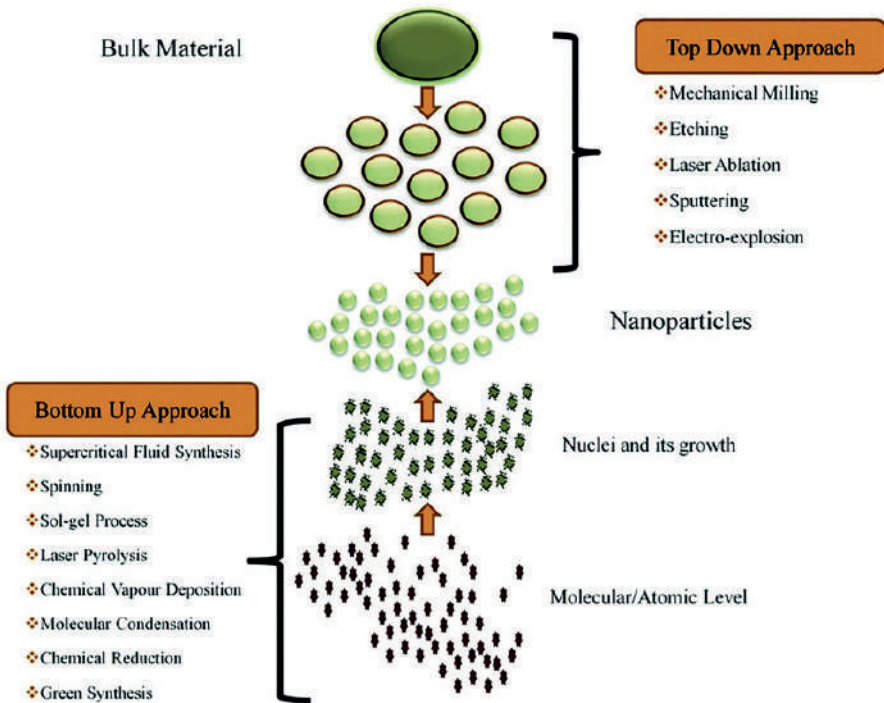 Bulk Material
Top Down Approach
❖Mechanical Milling
❖Etching
❖Laser Ablation
❖Sputtering
❖Electro-explosion
Nanoparticles
Bottom Up Approach
❖Supercritical Fluid Synthesis
❖Spinning
❖Sol-gel Process
❖Laser Pyrolysis
❖Chemical Vapour Deposition
❖Molecular Condensation
❖Chemical Reduction
❖Green Synthesis
Nuclei and its growth
Molecular/Atomic Level